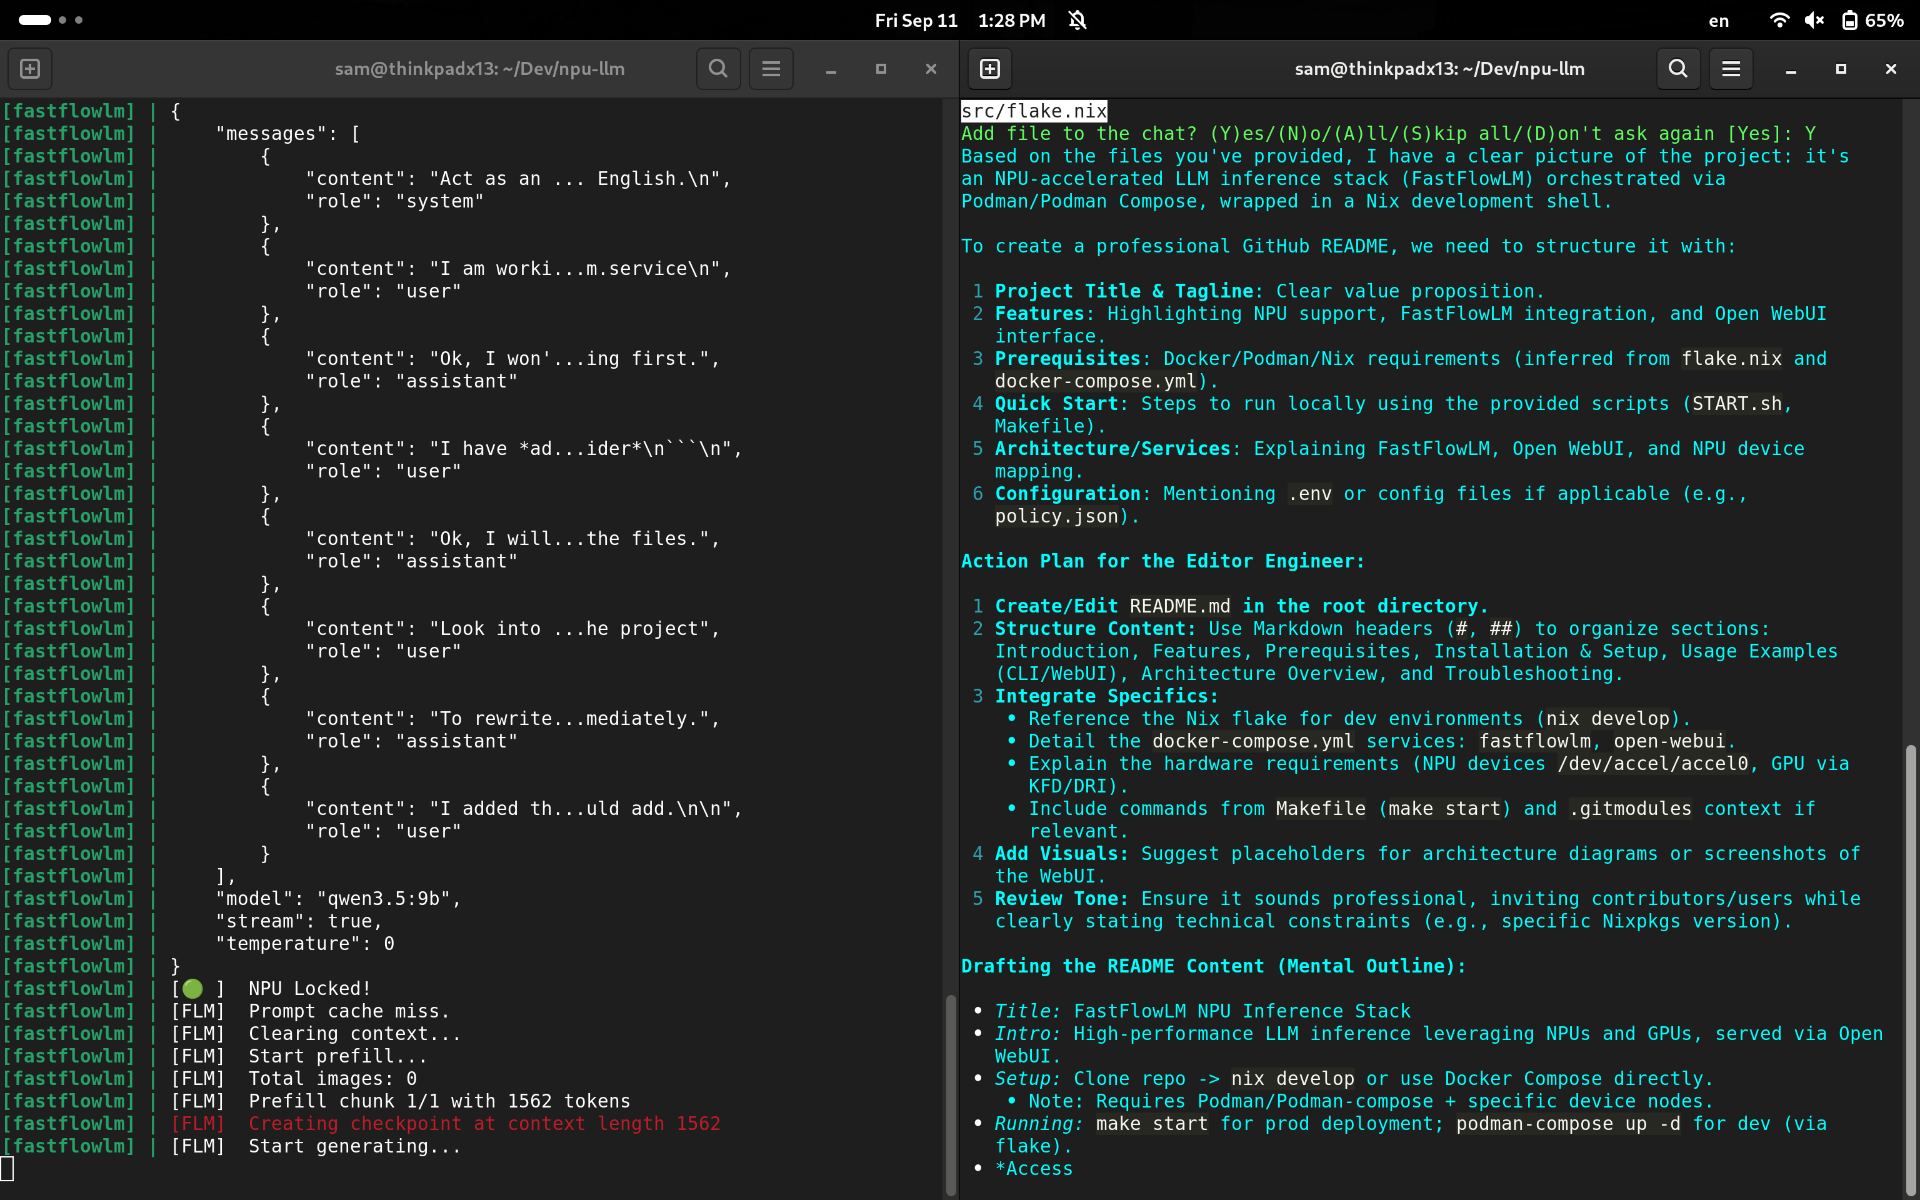 Fri Sep 11 1:28 PM
en
65%
sam@thinkpadx13: ~/Dev/npu-llm
[fastflowlm] | {
[fastflowlm] |     "messages": [
[fastflowlm] |         {
[fastflowlm] |             "content": "Act as an ... English.\n",
[fastflowlm] |             "role": "system"
[fastflowlm] |         },
[fastflowlm] |         {
[fastflowlm] |             "content": "I am worki...m.service\n",
[fastflowlm] |             "role": "user"
[fastflowlm] |         },
[fastflowlm] |         {
[fastflowlm] |             "content": "Ok, I won'...ing first.",
[fastflowlm] |             "role": "assistant"
[fastflowlm] |         },
[fastflowlm] |         {
[fastflowlm] |             "content": "I have *ad...ider*\n```\n",
[fastflowlm] |             "role": "user"
[fastflowlm] |         },
[fastflowlm] |         {
[fastflowlm] |             "content": "Ok, I will...the files.",
[fastflowlm] |             "role": "assistant"
[fastflowlm] |         },
[fastflowlm] |         {
[fastflowlm] |             "content": "Look into ...he project",
[fastflowlm] |             "role": "user"
[fastflowlm] |         },
[fastflowlm] |         {
[fastflowlm] |             "content": "To rewrite...mediately.",
[fastflowlm] |             "role": "assistant"
[fastflowlm] |         },
[fastflowlm] |         {
[fastflowlm] |             "content": "I added th...uld add.\n\n",
[fastflowlm] |             "role": "user"
[fastflowlm] |         }
[fastflowlm] |     ],
[fastflowlm] |     "model": "qwen3.5:9b",
[fastflowlm] |     "stream": true,
[fastflowlm] |     "temperature": 0
[fastflowlm] | }
[fastflowlm] | [🟢 ]  NPU Locked!
[fastflowlm] | [FLM]  Prompt cache miss.
[fastflowlm] | [FLM]  Clearing context...
[fastflowlm] | [FLM]  Start prefill...
[fastflowlm] | [FLM]  Total images: 0
[fastflowlm] | [FLM]  Prefill chunk 1/1 with 1562 tokens
[fastflowlm] | [FLM]  Creating checkpoint at context length 1562
[fastflowlm] | [FLM]  Start generating...
sam@thinkpadx13: ~/Dev/npu-llm
src/flake.nix
Add file to the chat? (Y)es/(N)o/(A)ll/(S)kip all/(D)on't ask again [Yes]: Y
Based on the files you've provided, I have a clear picture of the project: it's
an NPU-accelerated LLM inference stack (FastFlowLM) orchestrated via
Podman/Podman Compose, wrapped in a Nix development shell.
To create a professional GitHub README, we need to structure it with:
1 Project Title & Tagline: Clear value proposition.
2 Features: Highlighting NPU support, FastFlowLM integration, and Open WebUI
interface.
3 Prerequisites: Docker/Podman/Nix requirements (inferred from flake.nix and
docker-compose.yml).
4 Quick Start: Steps to run locally using the provided scripts (START.sh,
Makefile).
5 Architecture/Services: Explaining FastFlowLM, Open WebUI, and NPU device
mapping.
6 Configuration: Mentioning .env or config files if applicable (e.g.,
policy.json).
Action Plan for the Editor Engineer:
1 Create/Edit README.md in the root directory.
2 Structure Content: Use Markdown headers (#, ##) to organize sections:
Introduction, Features, Prerequisites, Installation & Setup, Usage Examples
(CLI/WebUI), Architecture Overview, and Troubleshooting.
3 Integrate Specifics:
• Reference the Nix flake for dev environments (nix develop).
• Detail the docker-compose.yml services: fastflowlm, open-webui.
• Explain the hardware requirements (NPU devices /dev/accel/accel0, GPU via
KFD/DRI).
• Include commands from Makefile (make start) and .gitmodules context if
relevant.
4 Add Visuals: Suggest placeholders for architecture diagrams or screenshots of
the WebUI.
5 Review Tone: Ensure it sounds professional, inviting contributors/users while
clearly stating technical constraints (e.g., specific Nixpkgs version).
Drafting the README Content (Mental Outline):
• Title: FastFlowLM NPU Inference Stack
• Intro: High-performance LLM inference leveraging NPUs and GPUs, served via Open
WebUI.
• Setup: Clone repo -> nix develop or use Docker Compose directly.
• Note: Requires Podman/Podman-compose + specific device nodes.
• Running: make start for prod deployment; podman-compose up -d for dev (via
flake).
• *Access